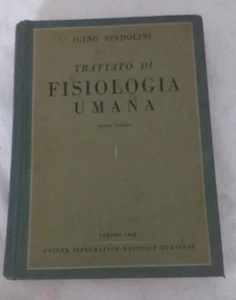 IGINO SPADOLINI
TRATTATO DI
FISIOLOGIA
UMANA
I
TORINO
UNIONE TIPOGRAFICO-EDITRICE TORINESE